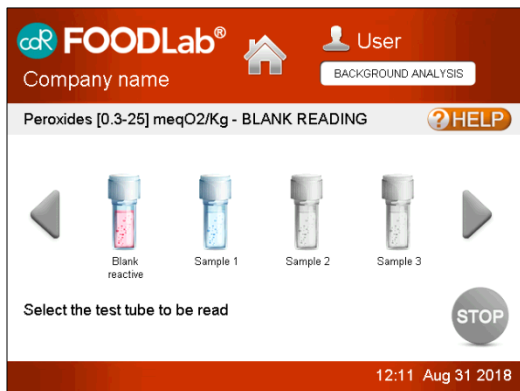 cdR FOODLab®
User
Company name
BACKGROUND ANALYSIS
Peroxides [0.3-25] meqO2/Kg - BLANK READING
? HELP
Blank reactive
Sample 1
Sample 2
Sample 3
Select the test tube to be read
STOP
12:11 Aug 31 2018